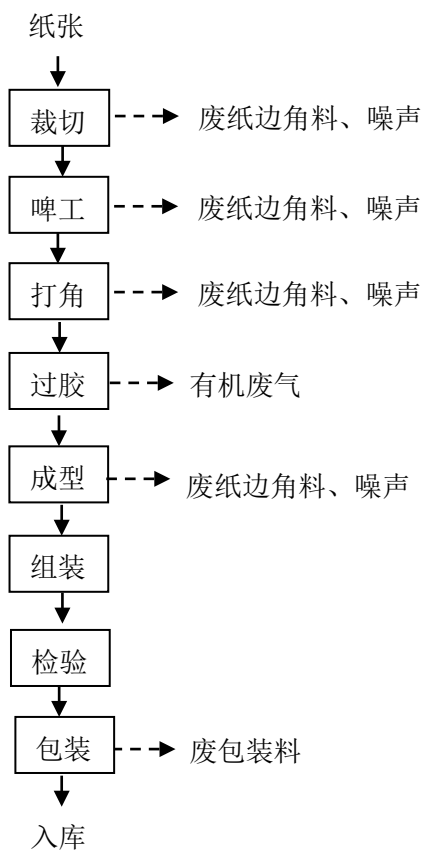 纸张
裁切 废纸边角料、噪声
啤工 废纸边角料、噪声
打角 废纸边角料、噪声
过胶 有机废气
成型 废纸边角料、噪声
组装
检验
包装 废包装料
入库